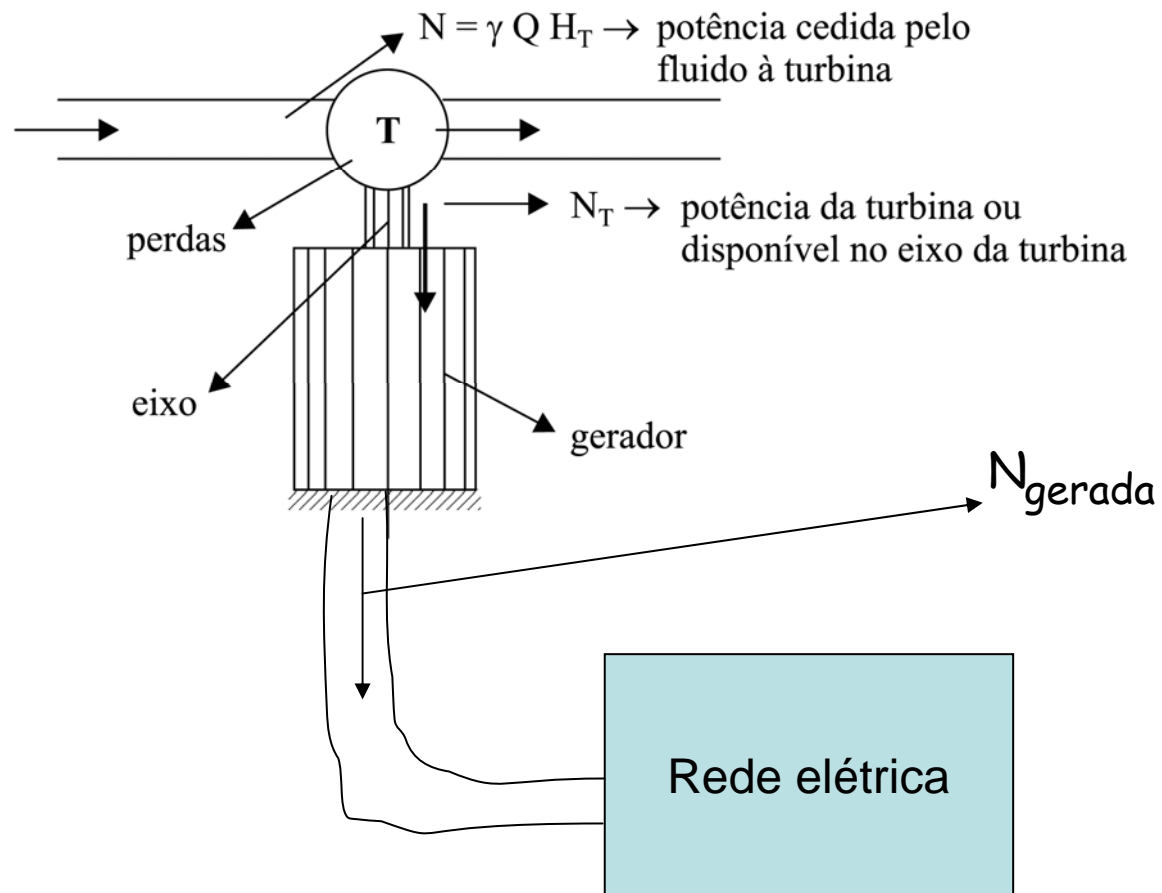 N = γ Q H_T → potência cedida pelo
fluido à turbina
T
N_T → potência da turbina ou
disponível no eixo da turbina
perdas
eixo
gerador
N_gerada
Rede elétrica